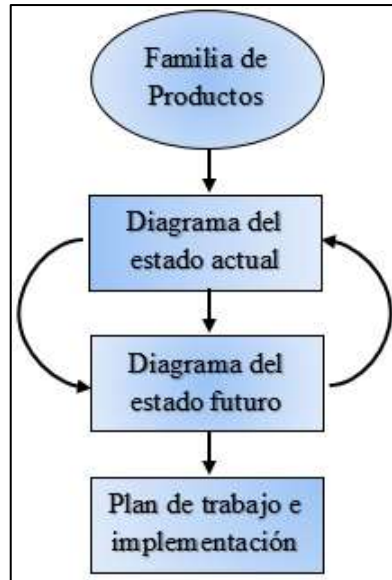 Familia de
Productos
Diagrama del
estado actual
Diagrama del
estado futuro
Plan de trabajo e
implementación